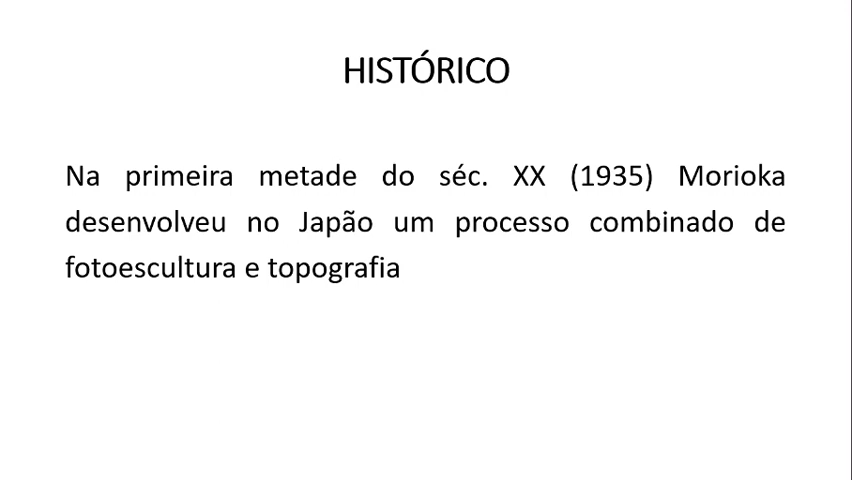 HISTÓRICO
Na primeira metade do séc. XX (1935) Morioka
desenvolveu no Japão um processo combinado de
fotoescultura e topografia